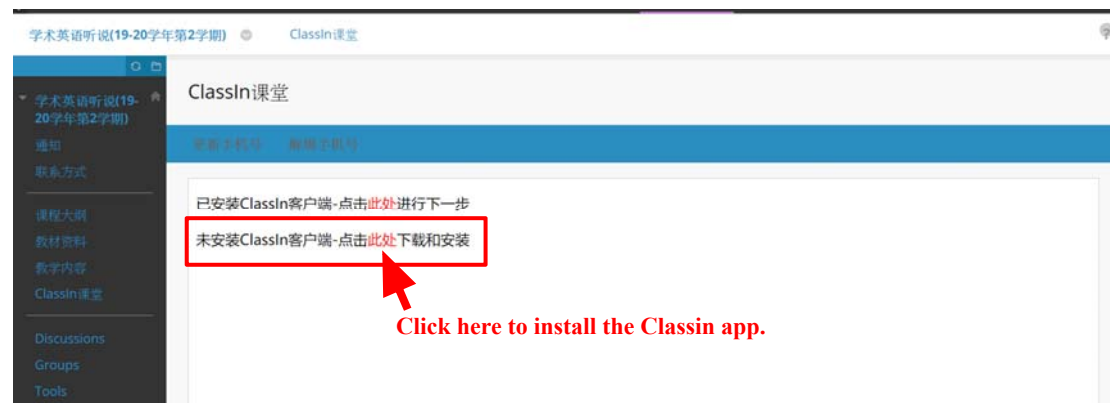 学术英语听说(19-20学年第2学期) ClassIn课堂
学术英语听说(19-
20学年第2学期)
通知
联系方式
课程大纲
教材资料
教学内容
ClassIn课堂
Discussions
Groups
Tools
ClassIn课堂
更新手机号 解绑手机号
已安装ClassIn客户端-点击此处进行下一步
未安装ClassIn客户端-点击此处下载和安装
Click here to install the Classin app.